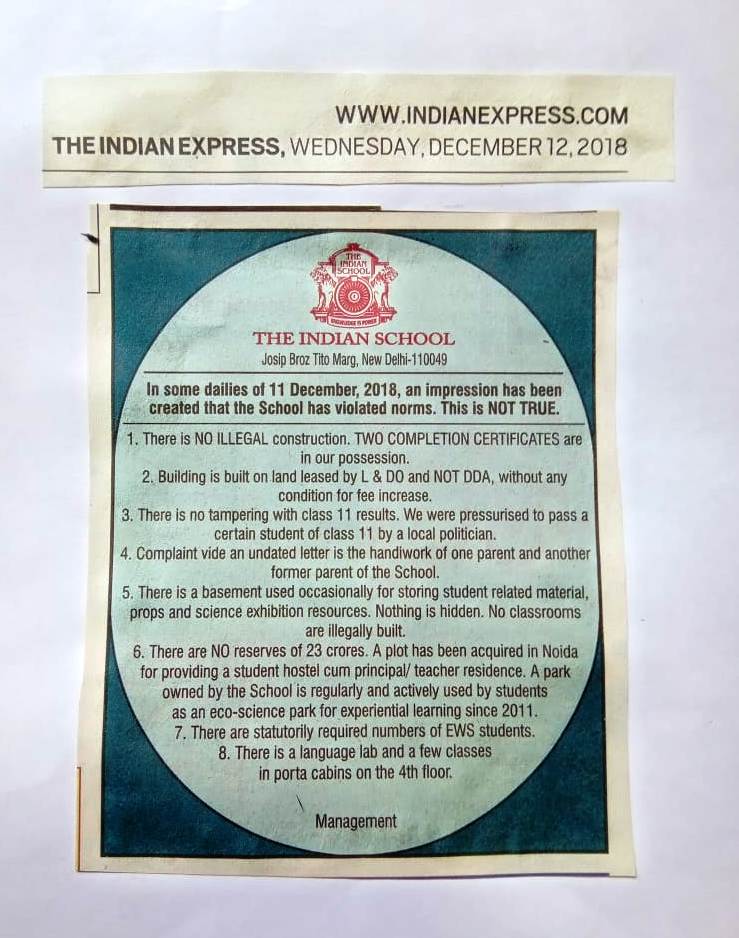 WWW.INDIANEXPRESS.COM
THE INDIAN EXPRESS, WEDNESDAY, DECEMBER 12, 2018
THE
INDIAN
SCHOOL
KNOWLEDGE IS POWER
THE INDIAN SCHOOL
Josip Broz Tito Marg, New Delhi-110049
In some dailies of 11 December, 2018, an impression has been
created that the School has violated norms. This is NOT TRUE.
1. There is NO ILLEGAL construction. TWO COMPLETION CERTIFICATES are
in our possession.
2. Building is built on land leased by L & DO and NOT DDA, without any
condition for fee increase.
3. There is no tampering with class 11 results. We were pressurised to pass a
certain student of class 11 by a local politician.
4. Complaint vide an undated letter is the handiwork of one parent and another
former parent of the School.
5. There is a basement used occasionally for storing student related material,
props and science exhibition resources. Nothing is hidden. No classrooms
are illegally built.
6. There are NO reserves of 23 crores. A plot has been acquired in Noida
for providing a student hostel cum principal/ teacher residence. A park
owned by the School is regularly and actively used by students
as an eco-science park for experiential learning since 2011.
7. There are statutorily required numbers of EWS students.
8. There is a language lab and a few classes
in porta cabins on the 4th floor.
Management